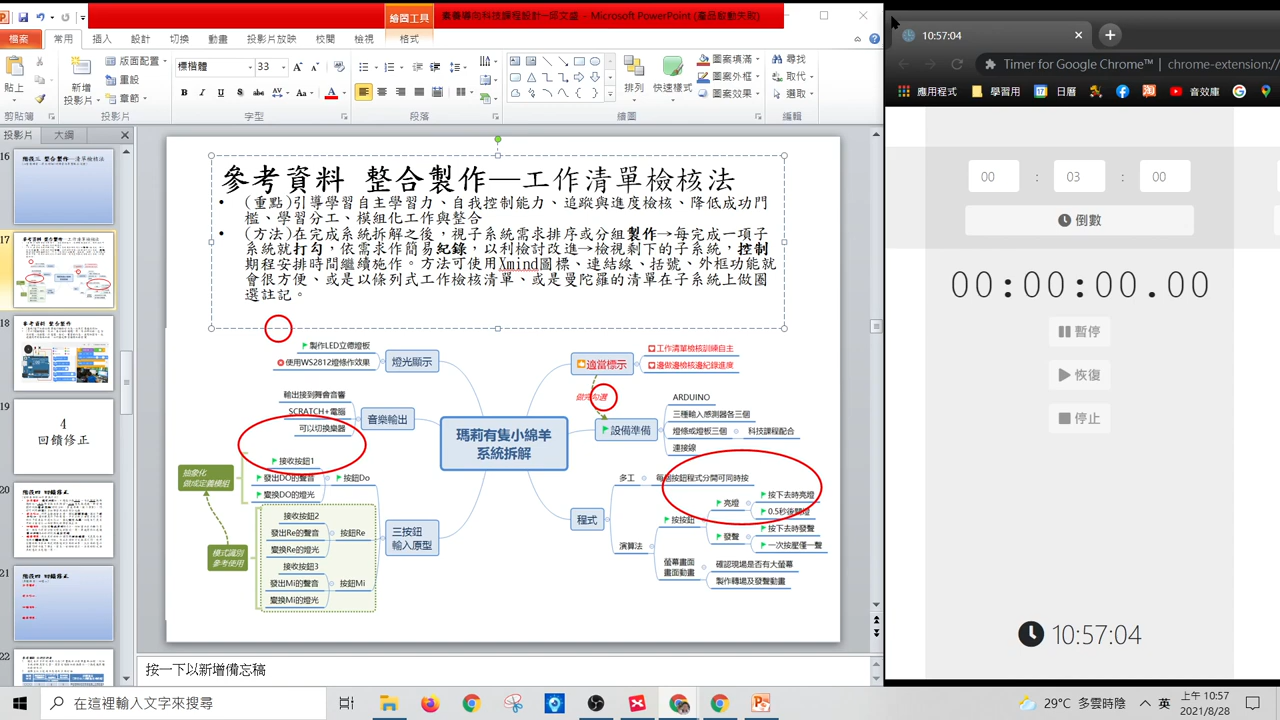 繪圖工具
素養導向科技課程設計--師文盛 - Microsoft PowerPoint (產品啟動失敗)
檔案 常用 插入 設計 切換 動畫 投影片放映 校閱 檢視 格式
貼上
新增
投影片
版面配置
重設
章節
標楷體 33
B I U S abc AV Aa A
排列 快速樣式
圖案填滿
圖案外框
圖案效果
尋找
取代
選取
剪貼簿 投影片 字型 段落 繪圖 編輯
投影片 大綱
16
17
18
19
4
回饋修正
20
21
22
參考資料 整合製作—工作清單檢核法
• (重點)引導學習自主學習力、自我控制能力、追蹤與進度檢核、降低成功門
檻、學習分工、模組化工作與整合
• (方法)在完成系統拆解之後，視子系統需求排序或分組製作→每完成一項子
系統就打勾，依需求作簡易紀錄，以利檢討改進→檢視剩下的子系統，控制
期程安排時間繼續施作。方法可使用Xmind圖標、連結線、括號、外框功能就
會很方便、或是以條列式工作檢核清單、或是曼陀羅的清單在子系統上做圈
選註記。
瑪莉有隻小綿羊
系統拆解
燈光顯示
製作LED立德燈板
使用WS2812燈條作效果
音樂輸出
輸出接到舞會音響
SCRATCH+電腦
可以切換樂器
三按鈕
輸入原型
按鈕Do
接收按鈕1
發出DO的聲音
變換DO的燈光
按鈕Re
接收按鈕2
發出Re的聲音
變換Re的燈光
按鈕Mi
接收按鈕3
發出Mi的聲音
變換Mi的燈光
抽象化
做成定義模組
模式識別
參考使用
適當標示
工作清單檢核訓練自主
邊做邊檢核邊紀錄進度
做完勾選
設備準備
ARDUINO
三種輸入感測器各三個
燈條或燈板三個
科技課程配合
連接線
程式
多工
每個按鈕程式分開可同時按
演算法
按按鈕
亮燈
按下去時亮燈
0.5秒後關燈
發聲
按下去時發聲
一次按壓僅一聲
螢幕畫面
畫面動畫
確認現場是否有大螢幕
製作轉場及發聲動畫
按一下以新增備忘稿
10:57:04
Timer for Google Chrome™ | chrome-extension://
應用程式 學習用 日曆 音效庫
00 : 03 : 00
倒數
00:00:00.00
暫停
恢復
停止
10:57:04
在這裡輸入文字來搜尋
29°C 多雲時陰
英
上午 10:57
2021/8/28